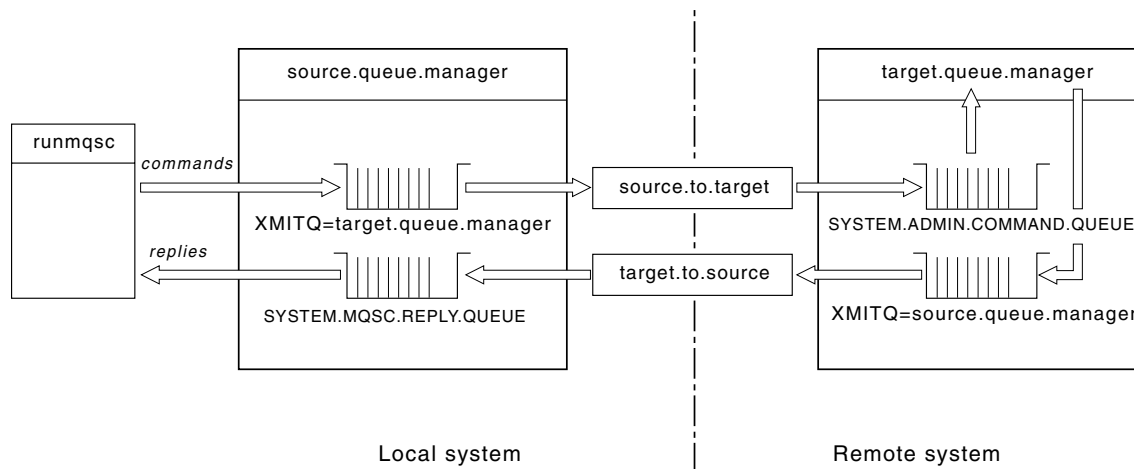 source.queue.manager
target.queue.manager
runmqsc
commands
source.to.target
XMITQ=target.queue.manager
SYSTEM.ADMIN.COMMAND.QUEUE
replies
target.to.source
SYSTEM.MQSC.REPLY.QUEUE
XMITQ=source.queue.manager
Local system
Remote system